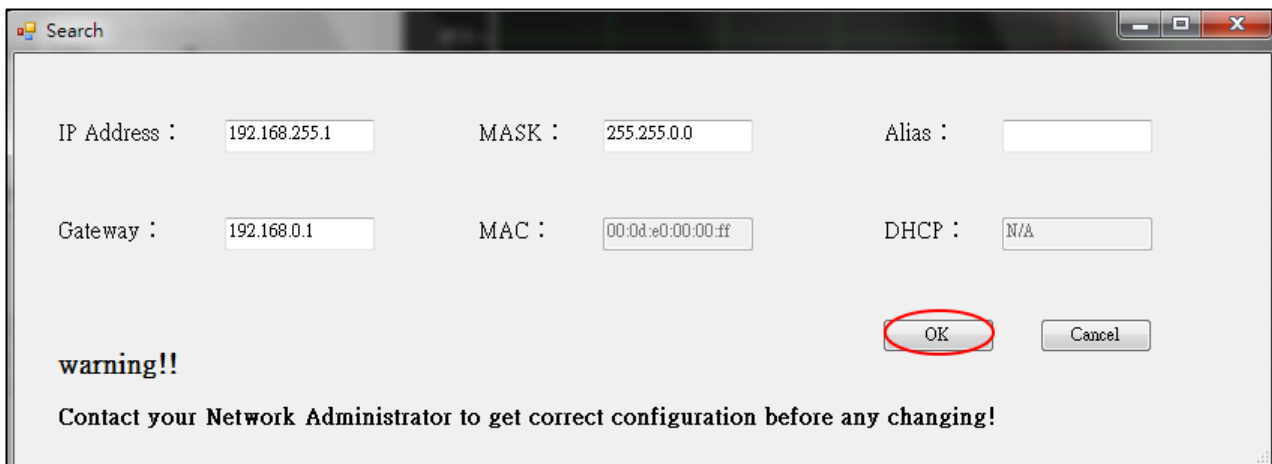 Search
IP Address： 192.168.255.1 MASK： 255.255.0.0 Alias：
Gateway： 192.168.0.1 MAC： 00:0d:e0:00:00:ff DHCP： N/A
OK Cancel
warning!!
Contact your Network Administrator to get correct configuration before any changing!